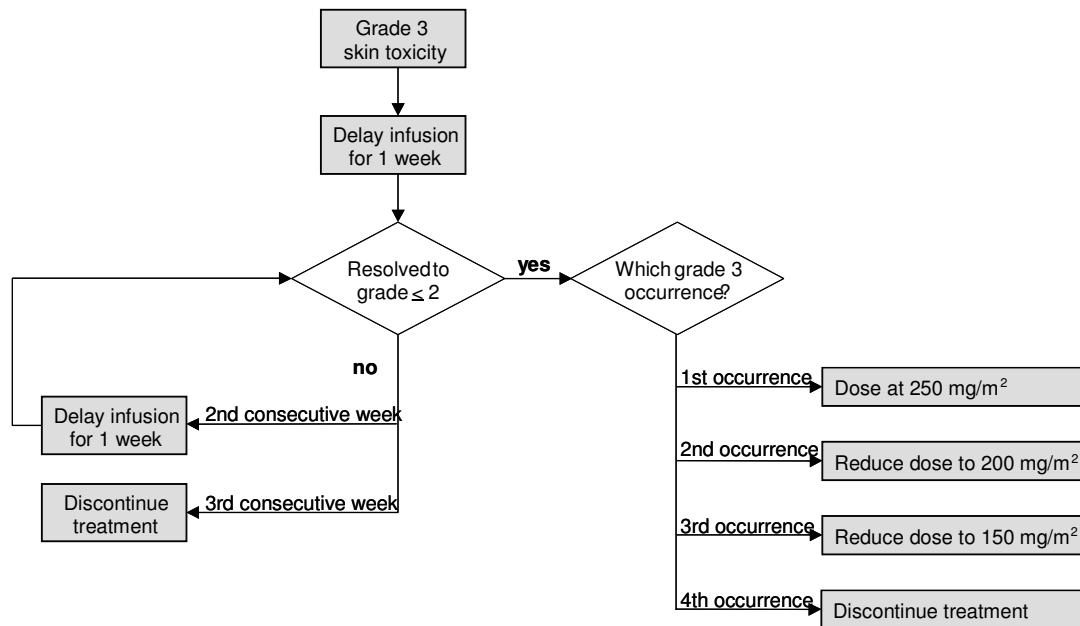 Grade 3
skin toxicity
Delay infusion
for 1 week
Resolved to
grade ≤ 2
yes
Which grade 3
occurrence?
no
1st occurrence
Dose at 250 mg/m²
2nd consecutive week
Delay infusion
for 1 week
2nd occurrence
Reduce dose to 200 mg/m²
3rd consecutive week
Discontinue
treatment
3rd occurrence
Reduce dose to 150 mg/m²
4th occurrence
Discontinue treatment